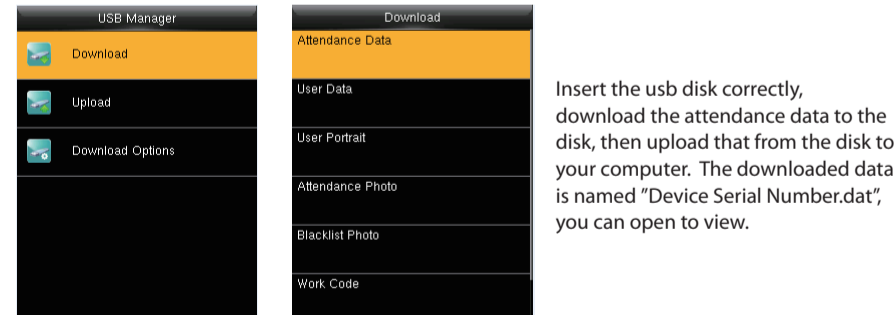 USB Manager
Download
Upload
Download Options
Download
Attendance Data
User Data
User Portrait
Attendance Photo
Blacklist Photo
Work Code
Insert the usb disk correctly,
download the attendance data to the
disk, then upload that from the disk to
your computer.  The downloaded data
is named ”Device Serial Number.dat”,
you can open to view.